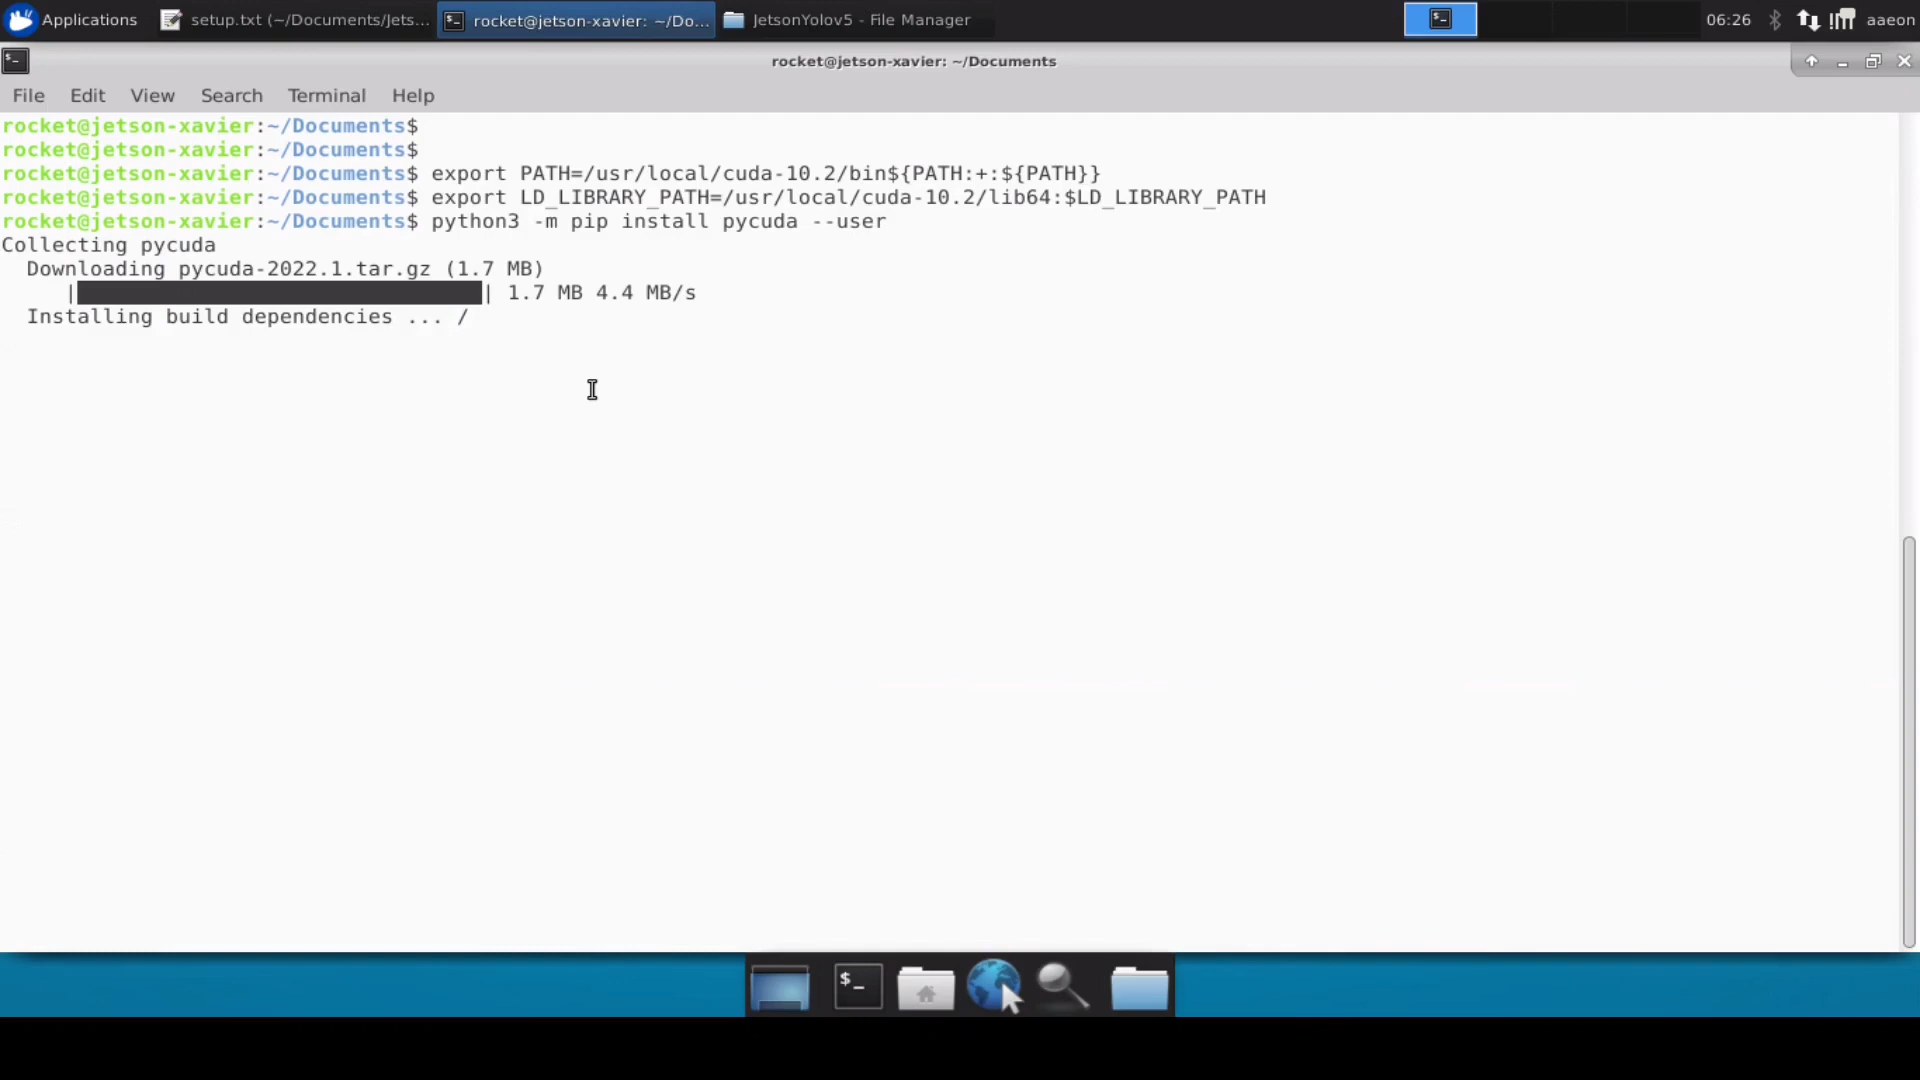 Applications
setup.txt (~/Documents/Jets...
rocket@jetson-xavier: ~/Do...
JetsonYolov5 - File Manager
06:26
aaeon
rocket@jetson-xavier: ~/Documents
File Edit View Search Terminal Help
rocket@jetson-xavier:~/Documents$
rocket@jetson-xavier:~/Documents$
rocket@jetson-xavier:~/Documents$ export PATH=/usr/local/cuda-10.2/bin${PATH:+:${PATH}}
rocket@jetson-xavier:~/Documents$ export LD_LIBRARY_PATH=/usr/local/cuda-10.2/lib64:$LD_LIBRARY_PATH
rocket@jetson-xavier:~/Documents$ python3 -m pip install pycuda --user
Collecting pycuda
Downloading pycuda-2022.1.tar.gz (1.7 MB)
| | 1.7 MB 4.4 MB/s
Installing build dependencies ... /